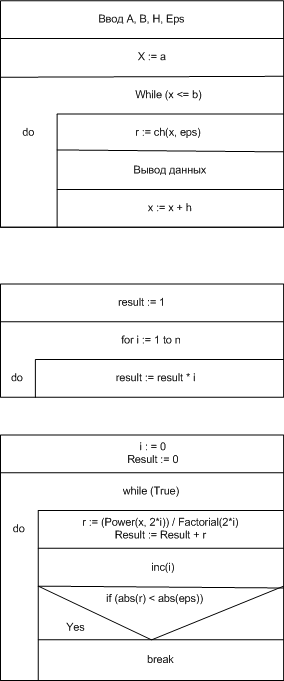 Ввод A, B, H, Eps
X := a
While (x <= b)
do
r := ch(x, eps)
Вывод данных
x := x + h
result := 1
for i := 1 to n
do
result := result * i
i : = 0
Result := 0
while (True)
do
r := (Power(x, 2*i)) / Factorial(2*i)
Result := Result + r
inc(i)
if (abs(r) < abs(eps))
Yes
break